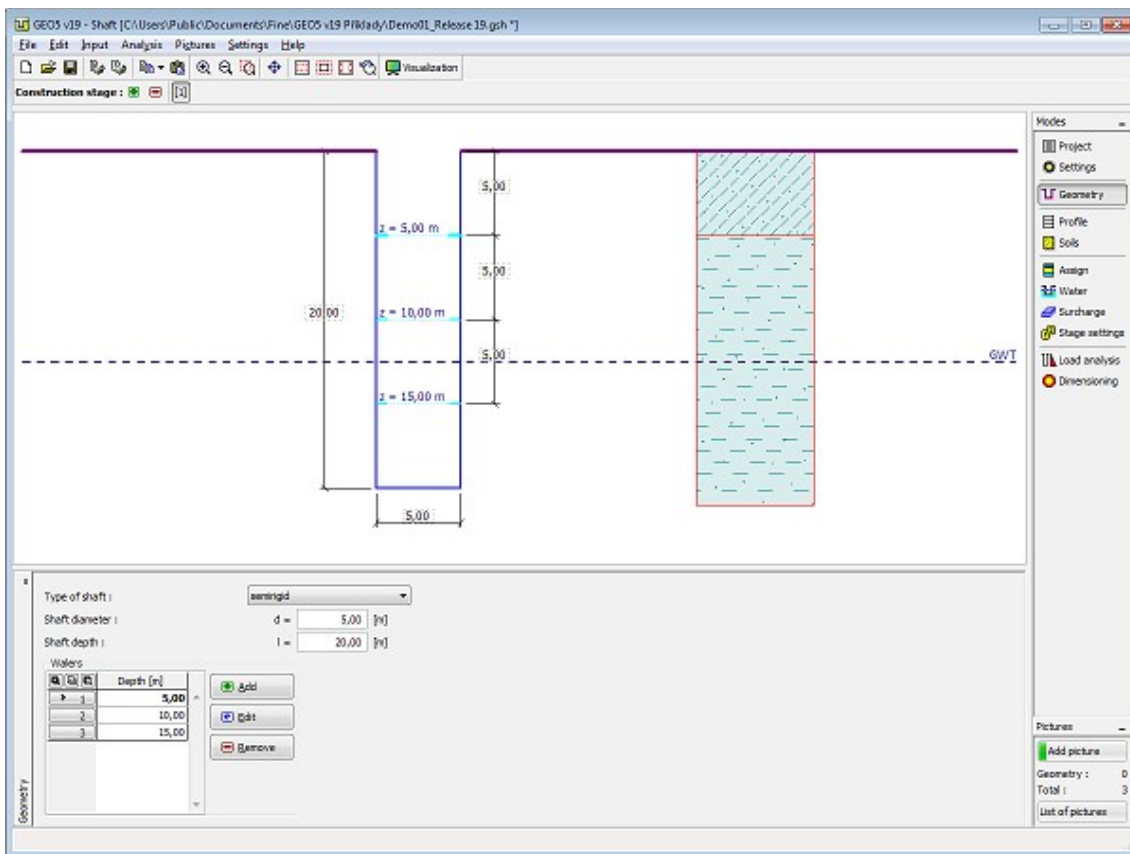 GEO5 v19 - Shaft [C:\Users\Public\Documents\Fine\GEO5 v19 Příklady\Demo01_Release 19.gsh *]
File Edit Input Analysis Pictures Settings Help
Visualization
Construction stage : [1]
5,00
z = 5,00 m
5,00
20,00
z = 10,00 m
5,00
GWT
z = 15,00 m
5,00
Modes
Project
Settings
Geometry
Profile
Soils
Assign
Water
Surcharge
Stage settings
Load analysis
Dimensioning
Type of shaft : semirigid
Shaft diameter : d = 5,00 [m]
Shaft depth : l = 20,00 [m]
Walers
Depth [m]
1 5,00
2 10,00
3 15,00
Add
Edit
Remove
Geometry
Pictures
Add picture
Geometry : 0
Total : 3
List of pictures